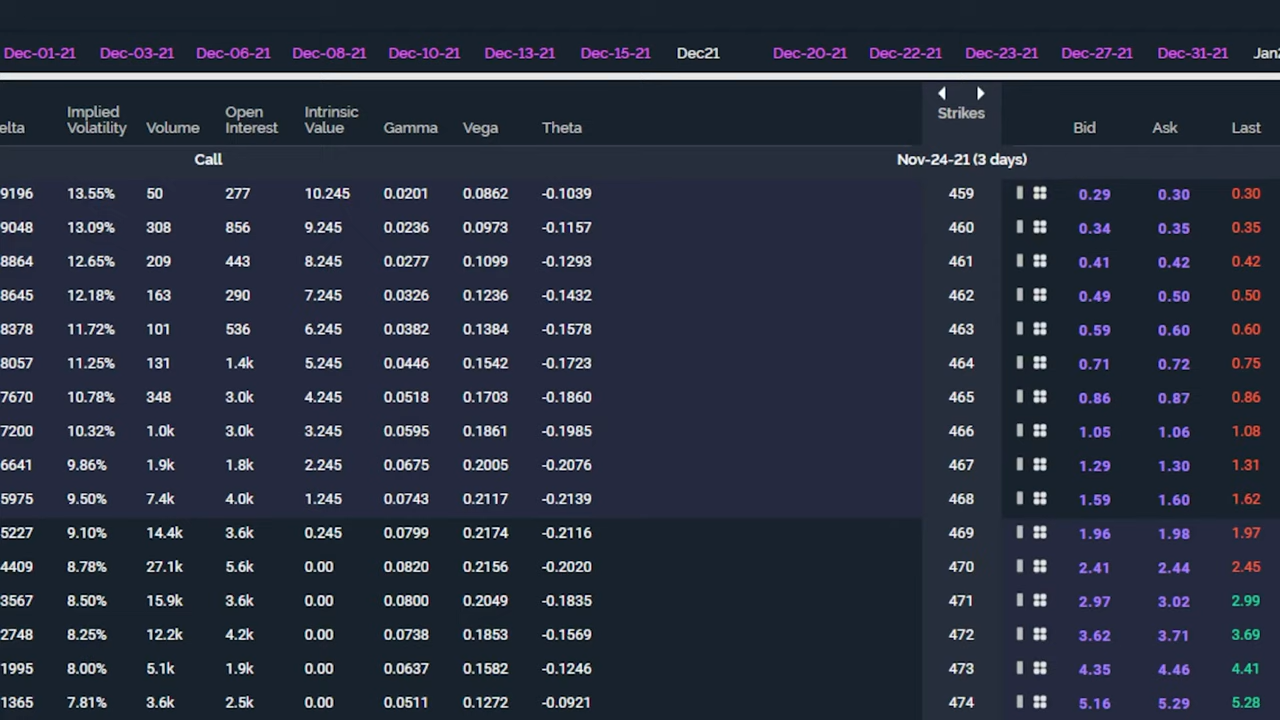 Dec-01-21 Dec-03-21 Dec-06-21 Dec-08-21 Dec-10-21 Dec-13-21 Dec-15-21 Dec21 Dec-20-21 Dec-22-21 Dec-23-21 Dec-27-21 Dec-31-21 Jan2
elta Implied Volatility Volume Open Interest Intrinsic Value Gamma Vega Theta Strikes Bid Ask Last
Call Nov-24-21 (3 days)
9196 13.55% 50 277 10.245 0.0201 0.0862 -0.1039 459 0.29 0.30 0.30
9048 13.09% 308 856 9.245 0.0236 0.0973 -0.1157 460 0.34 0.35 0.35
8864 12.65% 209 443 8.245 0.0277 0.1099 -0.1293 461 0.41 0.42 0.42
8645 12.18% 163 290 7.245 0.0326 0.1236 -0.1432 462 0.49 0.50 0.50
8378 11.72% 101 536 6.245 0.0382 0.1384 -0.1578 463 0.59 0.60 0.60
8057 11.25% 131 1.4k 5.245 0.0446 0.1542 -0.1723 464 0.71 0.72 0.75
7670 10.78% 348 3.0k 4.245 0.0518 0.1703 -0.1860 465 0.86 0.87 0.86
7200 10.32% 1.0k 3.0k 3.245 0.0595 0.1861 -0.1985 466 1.05 1.06 1.08
6641 9.86% 1.9k 1.8k 2.245 0.0675 0.2005 -0.2076 467 1.29 1.30 1.31
5975 9.50% 7.4k 4.0k 1.245 0.0743 0.2117 -0.2139 468 1.59 1.60 1.62
5227 9.10% 14.4k 3.6k 0.245 0.0799 0.2174 -0.2116 469 1.96 1.98 1.97
4409 8.78% 27.1k 5.6k 0.00 0.0820 0.2156 -0.2020 470 2.41 2.44 2.45
3567 8.50% 15.9k 3.6k 0.00 0.0800 0.2049 -0.1835 471 2.97 3.02 2.99
2748 8.25% 12.2k 4.2k 0.00 0.0738 0.1853 -0.1569 472 3.62 3.71 3.69
1995 8.00% 5.1k 1.9k 0.00 0.0637 0.1582 -0.1246 473 4.35 4.46 4.41
1365 7.81% 3.6k 2.5k 0.00 0.0511 0.1272 -0.0921 474 5.16 5.29 5.28